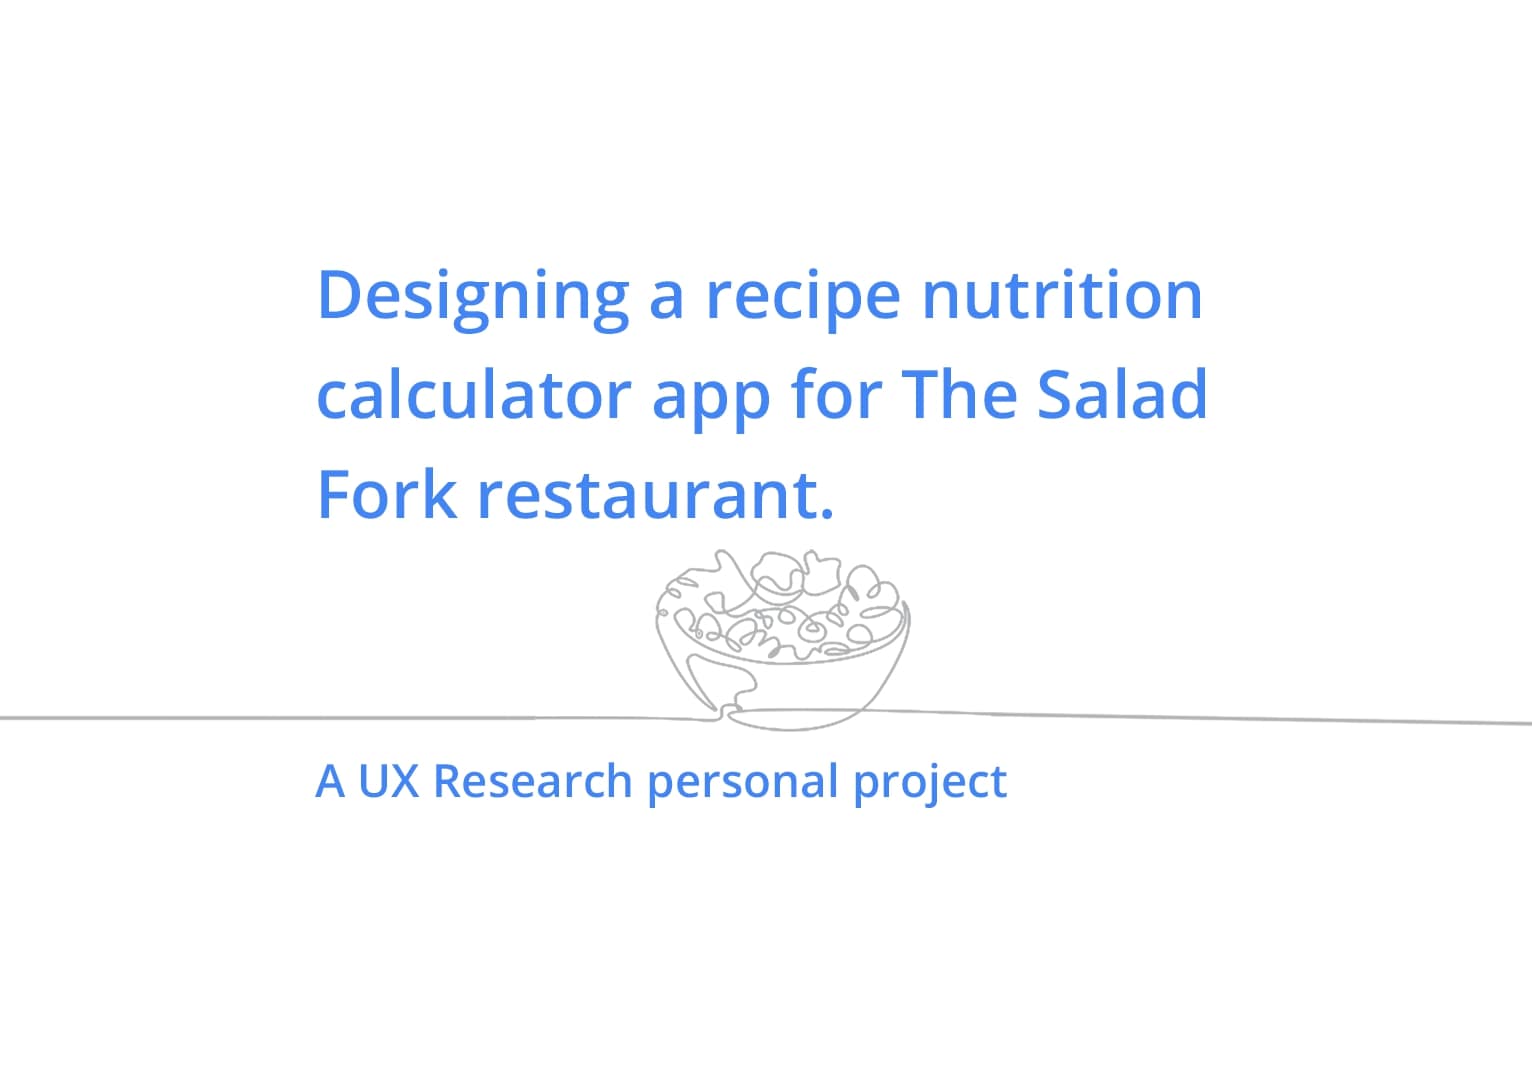 Designing a recipe nutrition
calculator app for The Salad
Fork restaurant.
A UX Research personal project